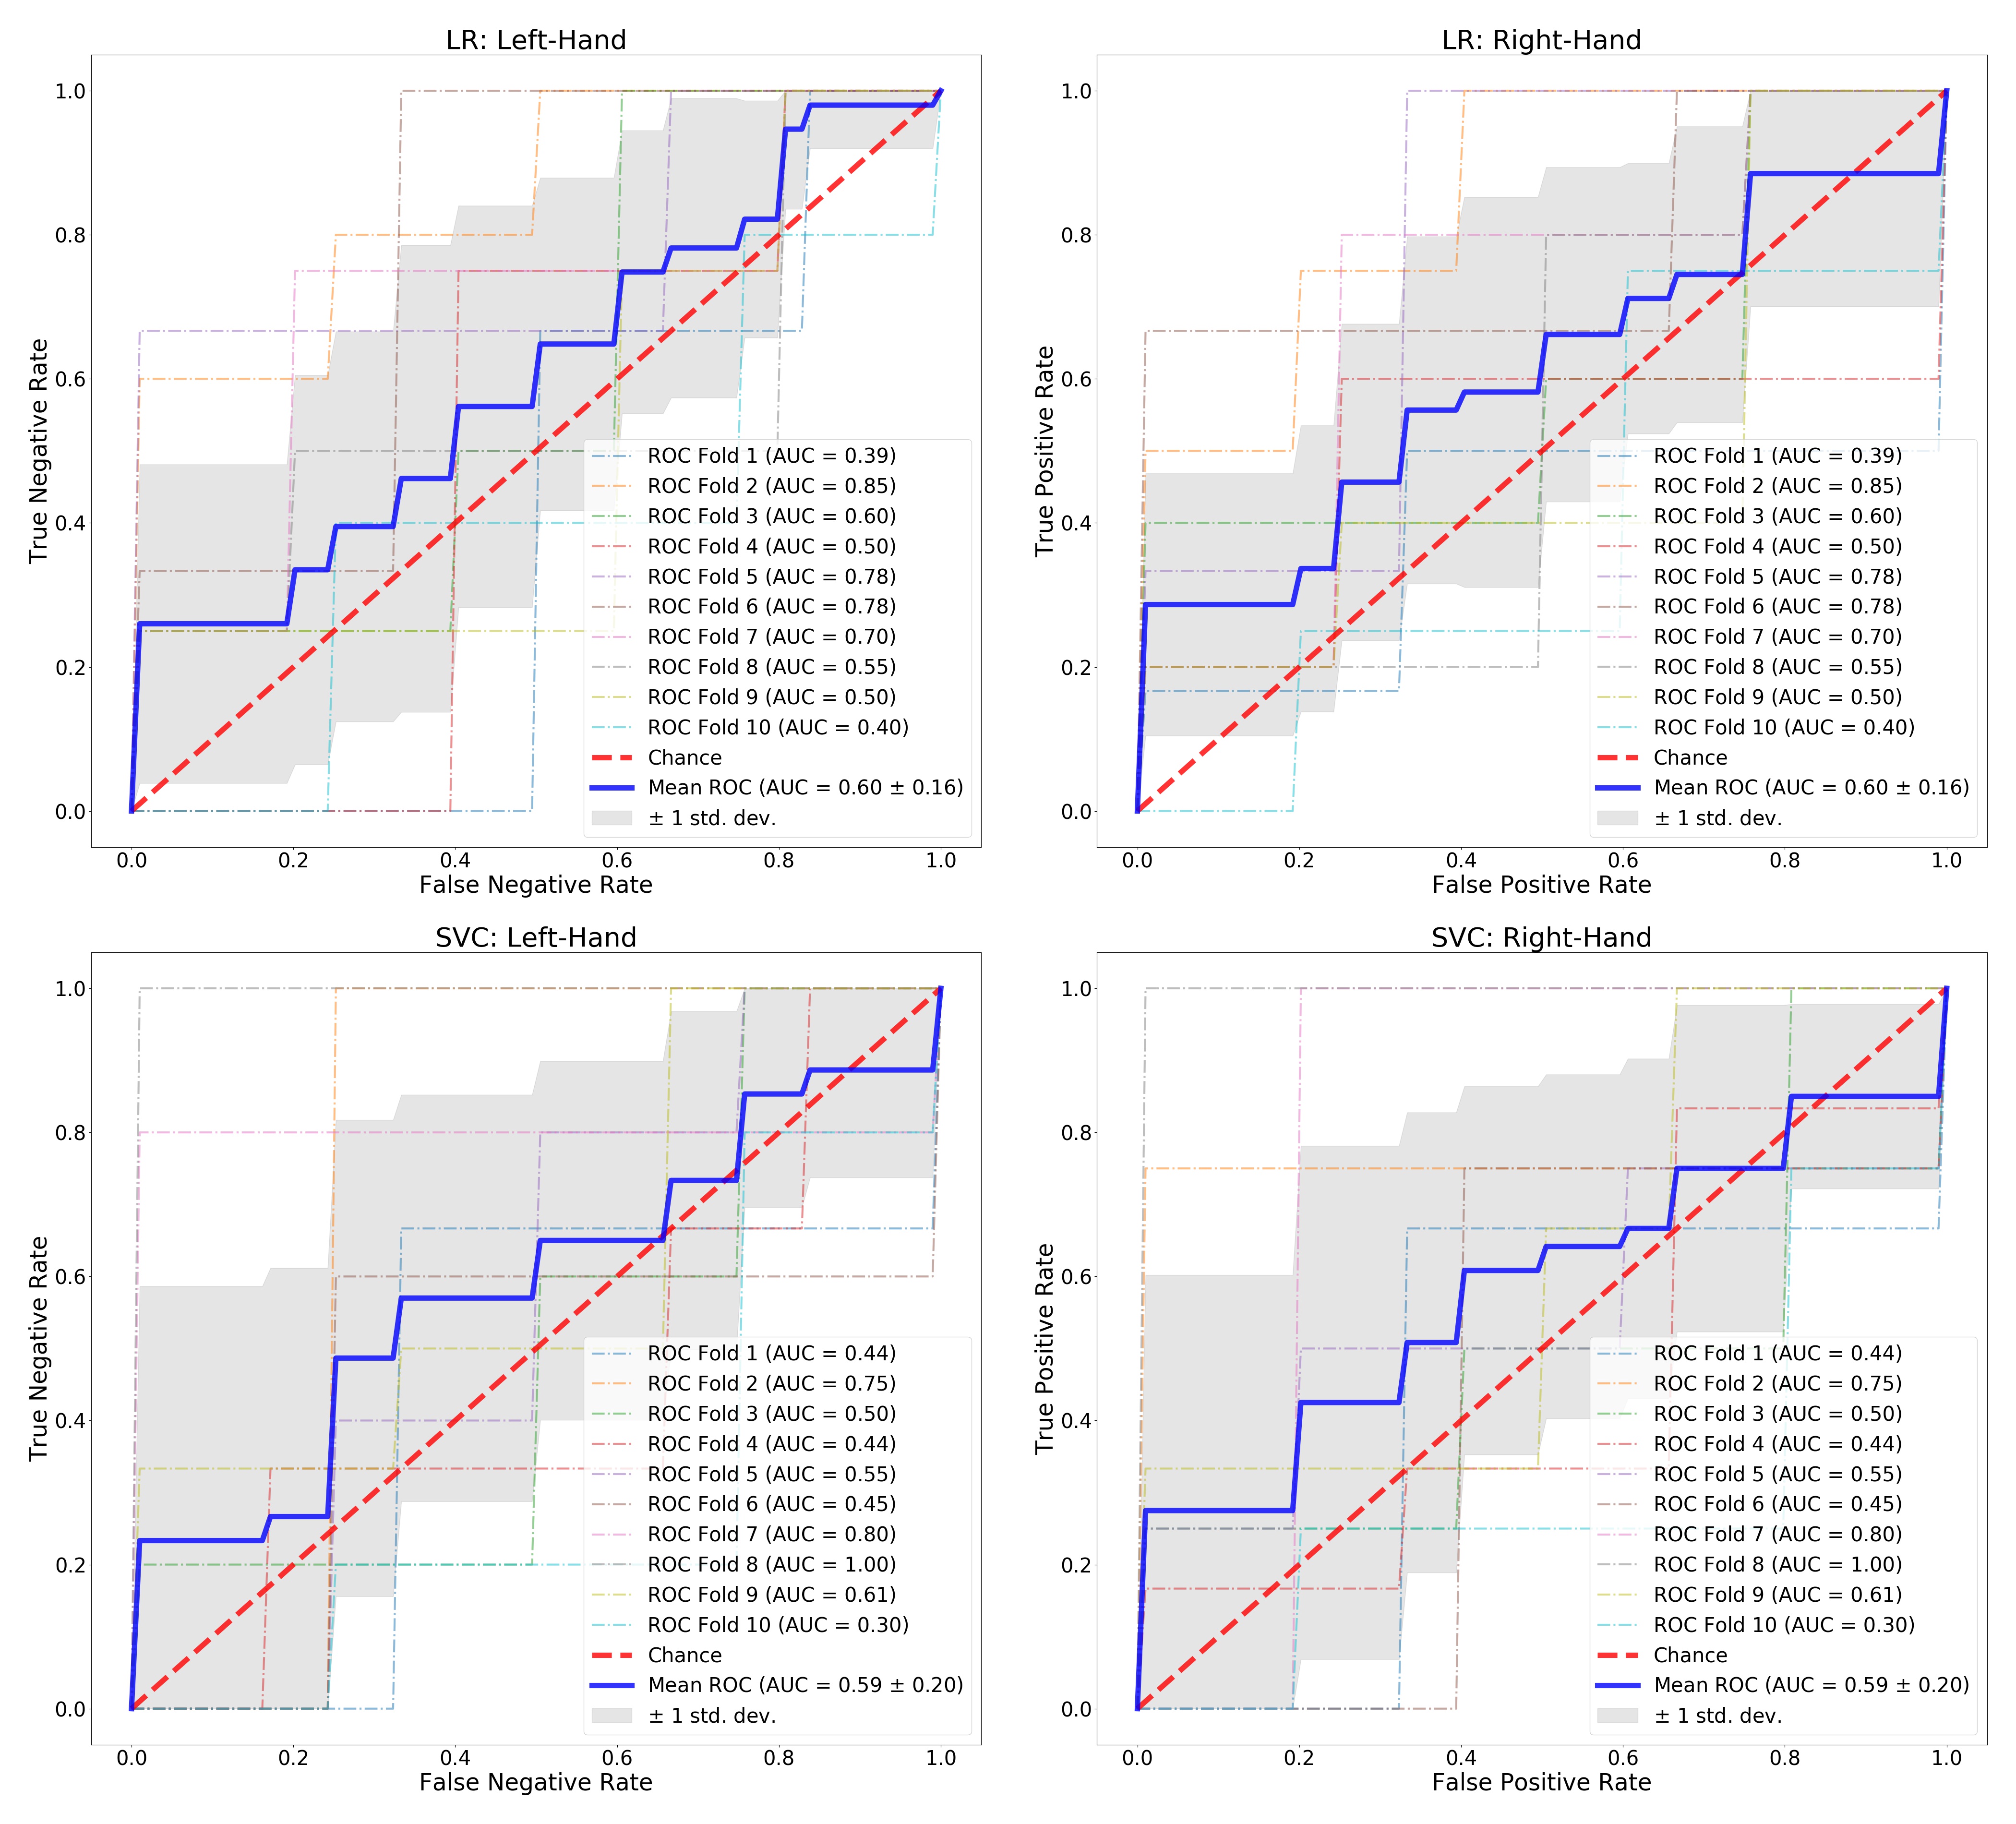 LR: Left-Hand
True Negative Rate
1.0
0.8
0.6
0.4
0.2
0.0
ROC Fold 1 (AUC = 0.39)
ROC Fold 2 (AUC = 0.85)
ROC Fold 3 (AUC = 0.60)
ROC Fold 4 (AUC = 0.50)
ROC Fold 5 (AUC = 0.78)
ROC Fold 6 (AUC = 0.78)
ROC Fold 7 (AUC = 0.70)
ROC Fold 8 (AUC = 0.55)
ROC Fold 9 (AUC = 0.50)
ROC Fold 10 (AUC = 0.40)
Chance
Mean ROC (AUC = 0.60 ± 0.16)
± 1 std. dev.
0.0 0.2 0.4 0.6 0.8 1.0
False Negative Rate
LR: Right-Hand
True Positive Rate
1.0
0.8
0.6
0.4
0.2
0.0
ROC Fold 1 (AUC = 0.39)
ROC Fold 2 (AUC = 0.85)
ROC Fold 3 (AUC = 0.60)
ROC Fold 4 (AUC = 0.50)
ROC Fold 5 (AUC = 0.78)
ROC Fold 6 (AUC = 0.78)
ROC Fold 7 (AUC = 0.70)
ROC Fold 8 (AUC = 0.55)
ROC Fold 9 (AUC = 0.50)
ROC Fold 10 (AUC = 0.40)
Chance
Mean ROC (AUC = 0.60 ± 0.16)
± 1 std. dev.
0.0 0.2 0.4 0.6 0.8 1.0
False Positive Rate
SVC: Left-Hand
True Negative Rate
1.0
0.8
0.6
0.4
0.2
0.0
ROC Fold 1 (AUC = 0.44)
ROC Fold 2 (AUC = 0.75)
ROC Fold 3 (AUC = 0.50)
ROC Fold 4 (AUC = 0.44)
ROC Fold 5 (AUC = 0.55)
ROC Fold 6 (AUC = 0.45)
ROC Fold 7 (AUC = 0.80)
ROC Fold 8 (AUC = 1.00)
ROC Fold 9 (AUC = 0.61)
ROC Fold 10 (AUC = 0.30)
Chance
Mean ROC (AUC = 0.59 ± 0.20)
± 1 std. dev.
0.0 0.2 0.4 0.6 0.8 1.0
False Negative Rate
SVC: Right-Hand
True Positive Rate
1.0
0.8
0.6
0.4
0.2
0.0
ROC Fold 1 (AUC = 0.44)
ROC Fold 2 (AUC = 0.75)
ROC Fold 3 (AUC = 0.50)
ROC Fold 4 (AUC = 0.44)
ROC Fold 5 (AUC = 0.55)
ROC Fold 6 (AUC = 0.45)
ROC Fold 7 (AUC = 0.80)
ROC Fold 8 (AUC = 1.00)
ROC Fold 9 (AUC = 0.61)
ROC Fold 10 (AUC = 0.30)
Chance
Mean ROC (AUC = 0.59 ± 0.20)
± 1 std. dev.
0.0 0.2 0.4 0.6 0.8 1.0
False Positive Rate